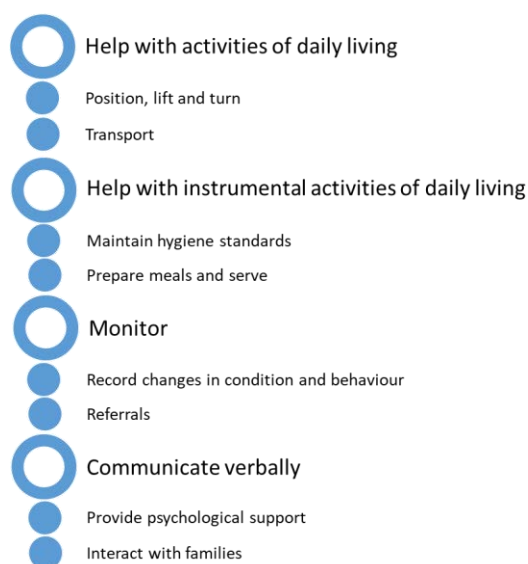 Help with activities of daily living
Position, lift and turn
Transport
Help with instrumental activities of daily living
Maintain hygiene standards
Prepare meals and serve
Monitor
Record changes in condition and behaviour
Referrals
Communicate verbally
Provide psychological support
Interact with families